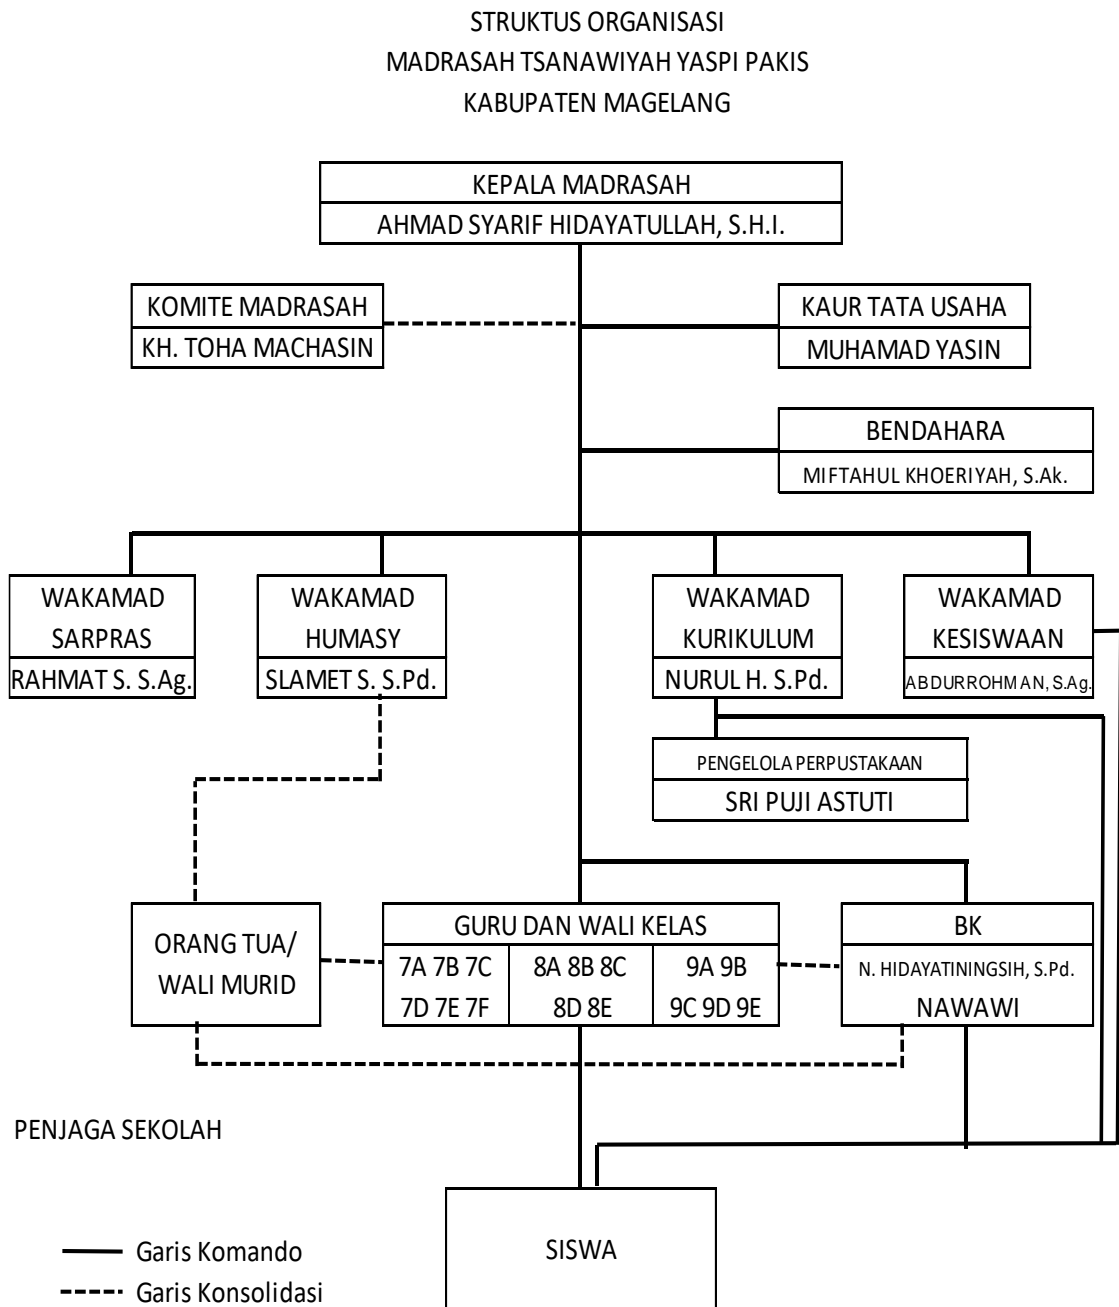 STRUKTUS ORGANISASI
MADRASAH TSANAWIYAH YASPI PAKIS
KABUPATEN MAGELANG
KEPALA MADRASAH
AHMAD SYARIF HIDAYATULLAH, S.H.I.
KOMITE MADRASAH
KH. TOHA MACHASIN
KAUR TATA USAHA
MUHAMAD YASIN
BENDAHARA
MIFTAHUL KHOERIYAH, S.Ak.
WAKAMAD
SARPRAS
RAHMAT S. S.Ag.
WAKAMAD
HUMASY
SLAMET S. S.Pd.
WAKAMAD
KURIKULUM
NURUL H. S.Pd.
WAKAMAD
KESISWAAN
ABDURROHMAN, S.Ag.
PENGELOLA PERPUSTAKAAN
SRI PUJI ASTUTI
ORANG TUA/
WALI MURID
GURU DAN WALI KELAS
7A 7B 7C
7D 7E 7F
8A 8B 8C
8D 8E
9A 9B
9C 9D 9E
BK
N. HIDAYATININGSIH, S.Pd.
NAWAWI
PENJAGA SEKOLAH
SISWA
Garis Komando
Garis Konsolidasi